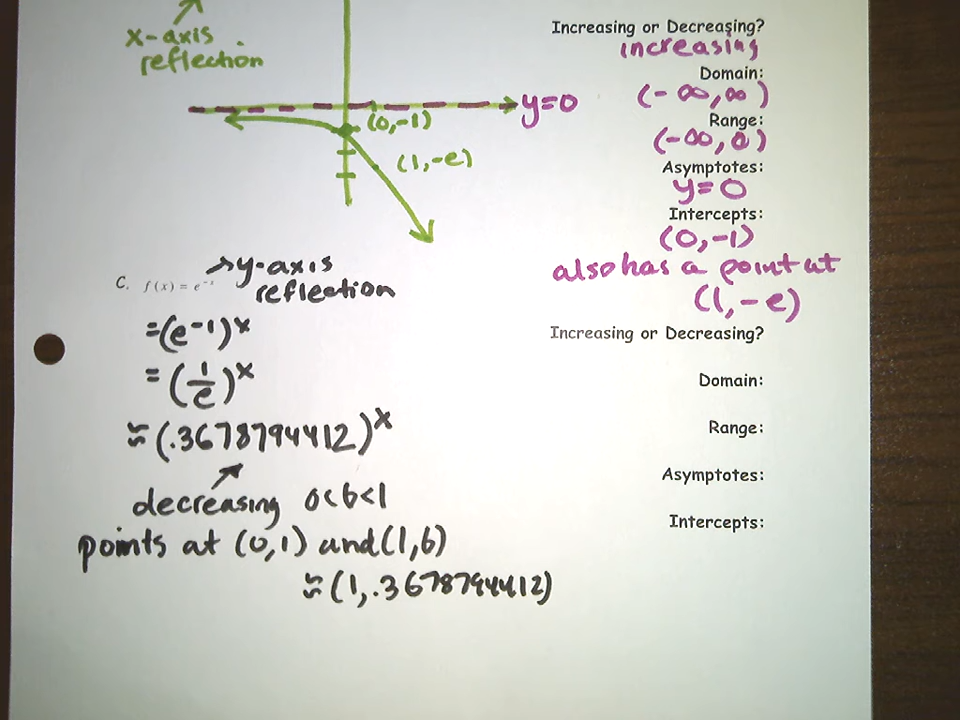 x-axis
reflection
y=0
(0,-1)
(1,-e)
Increasing or Decreasing?
increasing
Domain:
(-∞,∞)
Range:
(-∞,0)
Asymptotes:
y=0
Intercepts:
(0,-1)
also has a point at
(1,-e)
C. f(x) = e⁻ˣ
y-axis
reflection
=(e⁻¹)ˣ
=(1/e)ˣ
≈(.3678794412)ˣ
decreasing 0<b<1
points at (0,1) and (1,b)
≈(1,.3678794412)
Increasing or Decreasing?
Domain:
Range:
Asymptotes:
Intercepts: